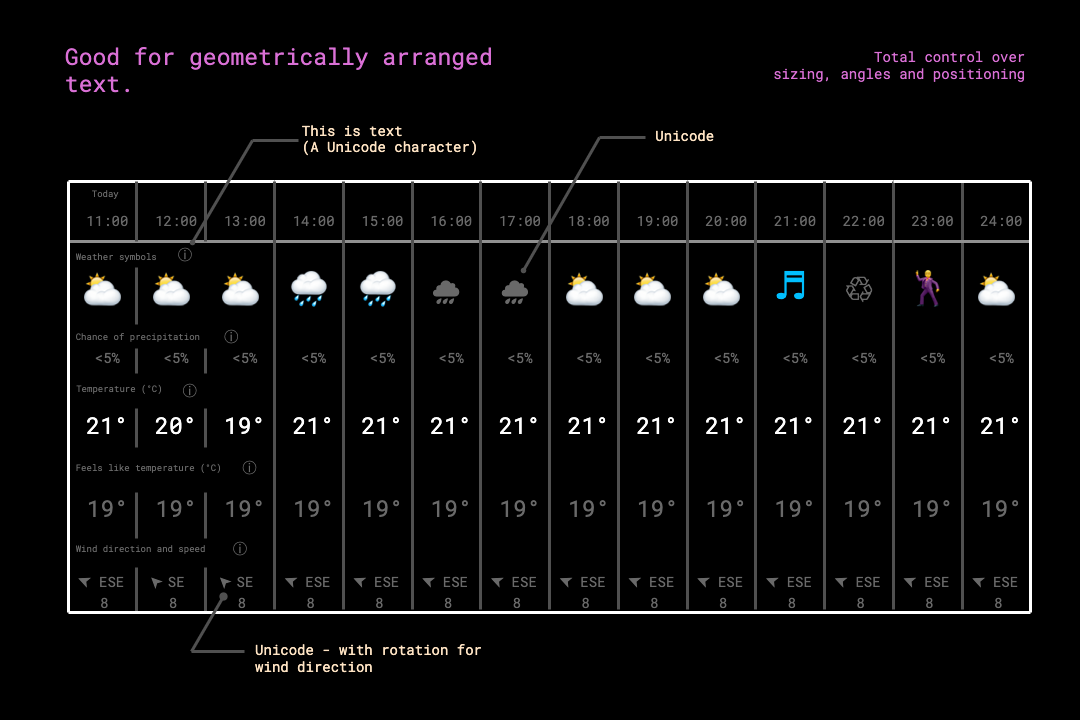 Good for geometrically arranged
text.
Total control over
sizing, angles and positioning
This is text
(A Unicode character)
Unicode
Today
11:00 12:00 13:00 14:00 15:00 16:00 17:00 18:00 19:00 20:00 21:00 22:00 23:00 24:00
Weather symbols ⓘ
Chance of precipitation ⓘ
<5% <5% <5% <5% <5% <5% <5% <5% <5% <5% <5% <5% <5% <5%
Temperature (°C) ⓘ
21° 20° 19° 21° 21° 21° 21° 21° 21° 21° 21° 21° 21° 21°
Feels like temperature (°C) ⓘ
19° 19° 19° 19° 19° 19° 19° 19° 19° 19° 19° 19° 19° 19°
Wind direction and speed ⓘ
ESE SE SE ESE ESE ESE ESE ESE ESE ESE ESE ESE ESE ESE
8 8 8 8 8 8 8 8 8 8 8 8 8 8
Unicode - with rotation for
wind direction